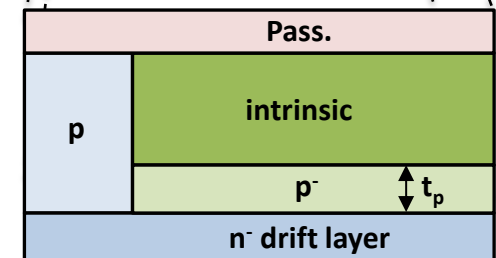 Pass.
intrinsic
p
p⁻
tₚ
n⁻ drift layer